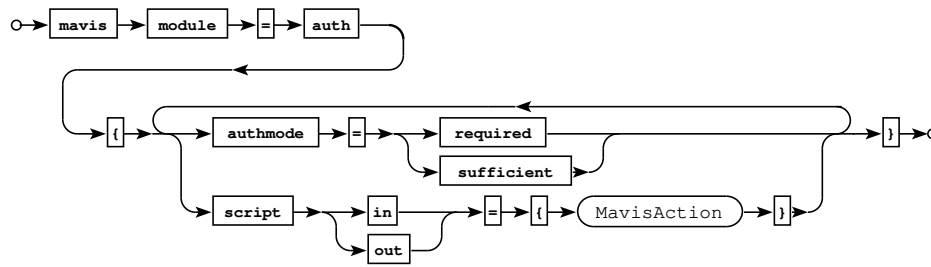 mavis module = auth
{ authmode = required }
sufficient
script in = { MavisAction }
out